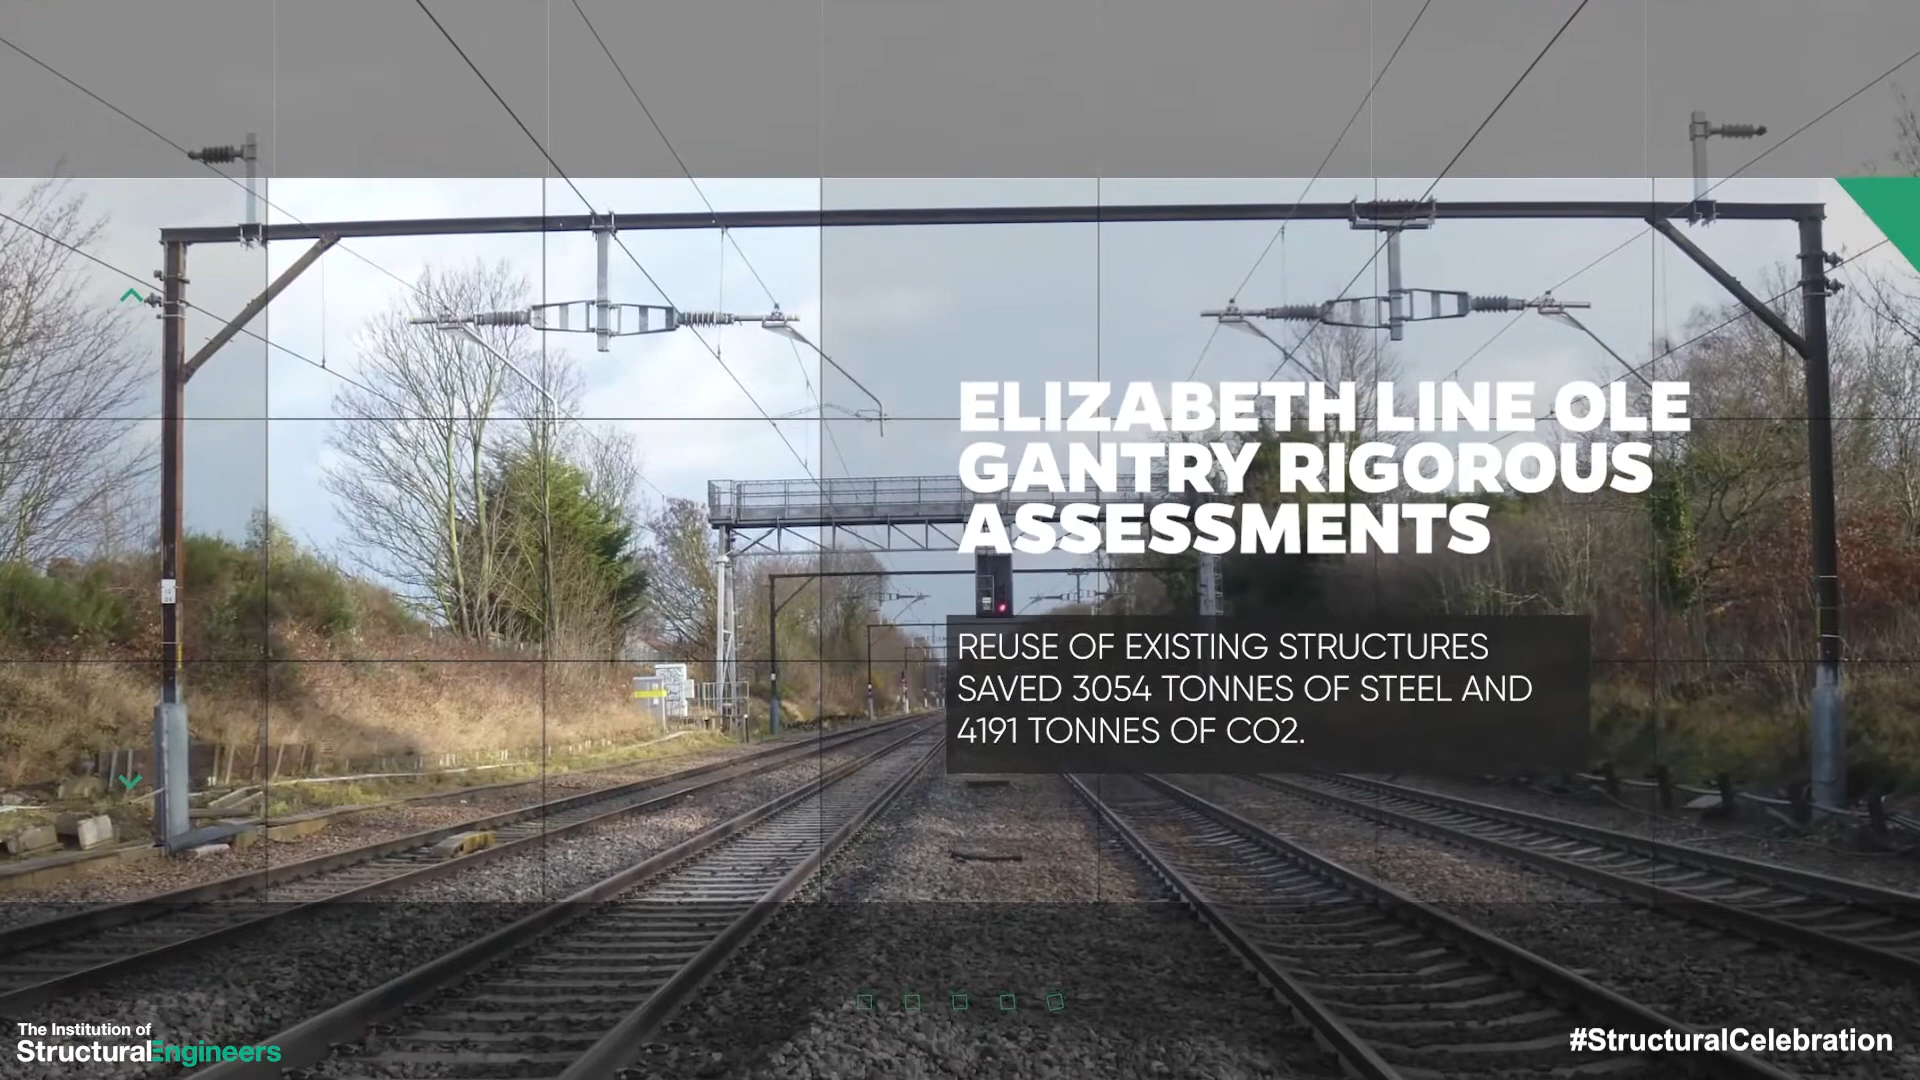 ELIZABETH LINE OLE
GANTRY RIGOROUS
ASSESSMENTS
REUSE OF EXISTING STRUCTURES
SAVED 3054 TONNES OF STEEL AND
4191 TONNES OF CO2.
The Institution of
StructuralEngineers
#StructuralCelebration